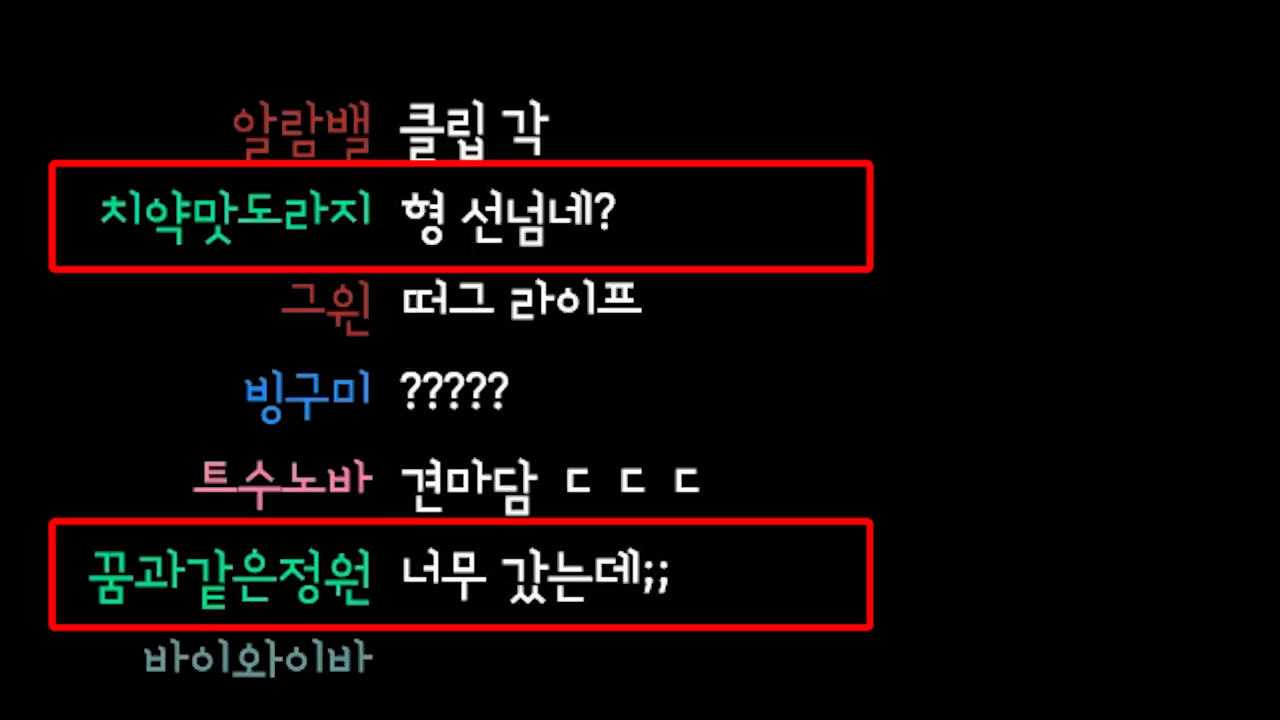 알람밸 클립 각
치약맛도라지 형 선넘네?
그윈 떠그 라이프
빙구미 ?????
트수노바 견마담 ㄷ ㄷ ㄷ
꿈과같은정원 너무 갔는데;;
바이와이바